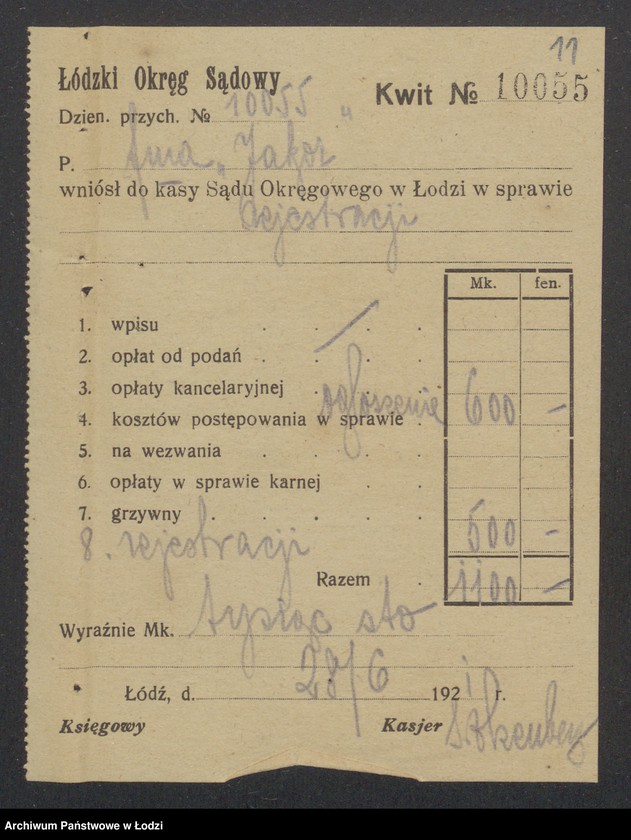 11
Łódzki Okręg Sądowy
Kwit № 10055
Dzien. przych. № 10055
P. firma „Jakor"
wniósł do kasy Sądu Okręgowego w Łodzi w sprawie
rejestracji
Mk. fen.
1. wpisu
2. opłat od podań
3. opłaty kancelaryjnej
ogłoszenie 600 —
4. kosztów postępowania w sprawie
5. na wezwania
6. opłaty w sprawie karnej
7. grzywny
8. rejestracji 500 —
Razem 1100 —
Wyraźnie Mk. tysiąc sto
Łódź, d. 28/6 1921 r.
Księgowy Kasjer
Archiwum Państwowe w Łodzi